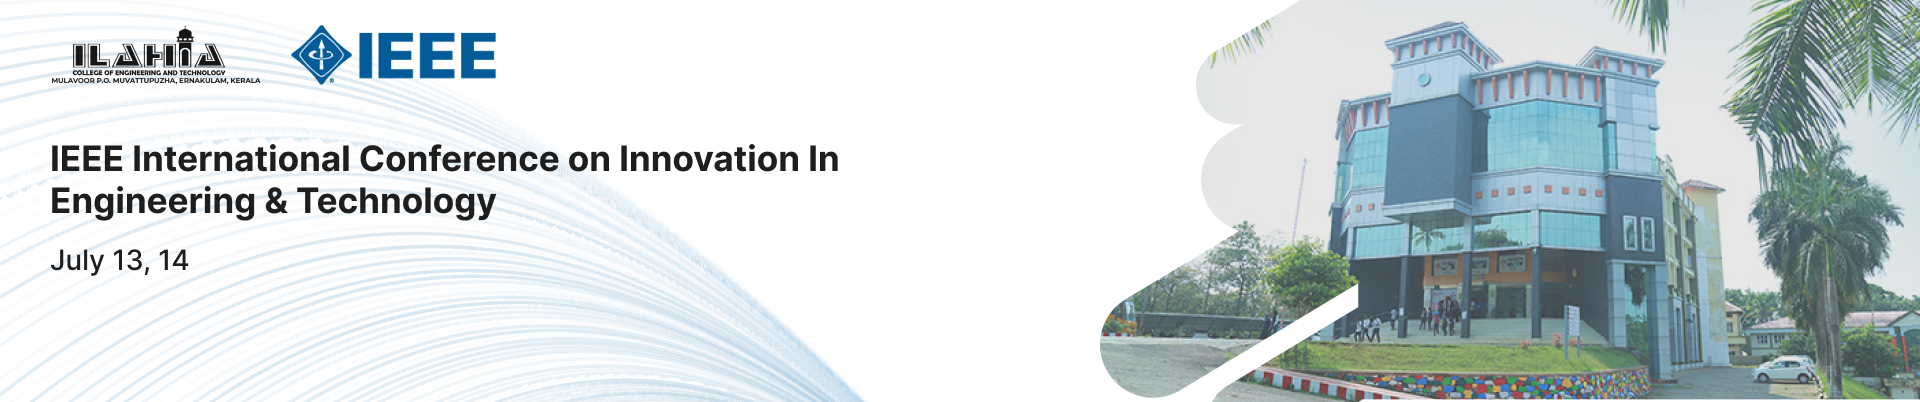 ILAHIA
COLLEGE OF ENGINEERING AND TECHNOLOGY
MULAVOOR P.O. MUVATTUPUZHA, ERNAKULAM, KERALA
IEEE
IEEE International Conference on Innovation In
Engineering & Technology
July 13, 14